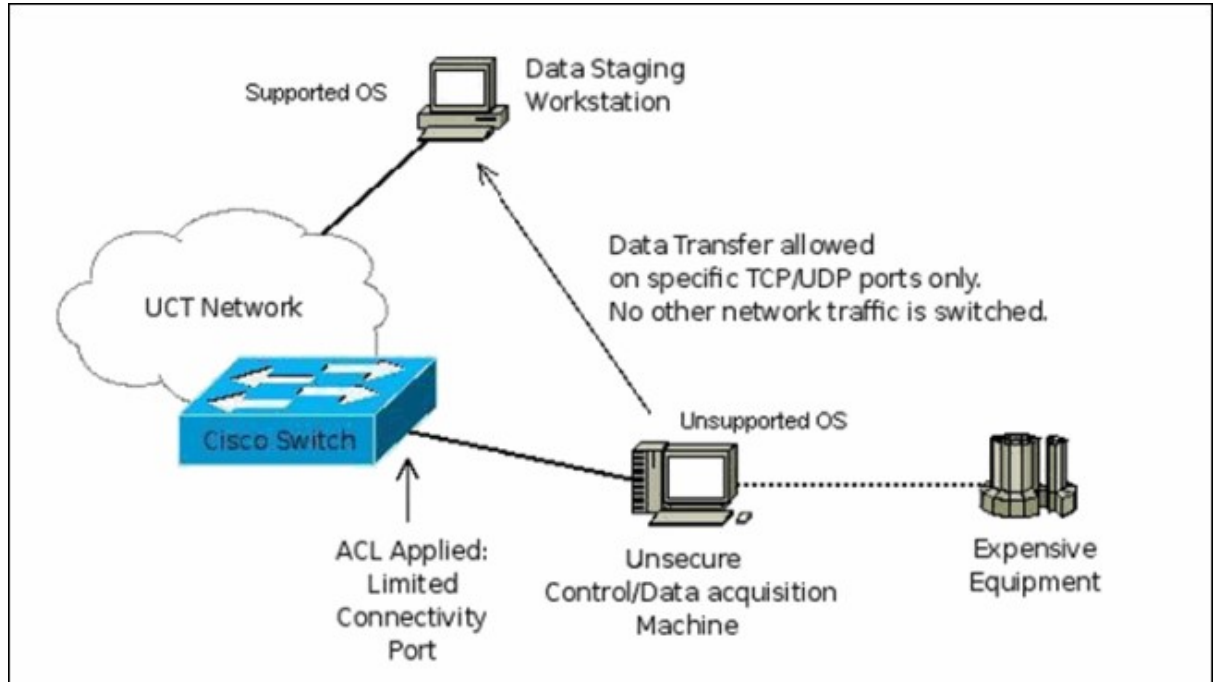 Supported OS
Data Staging
Workstation
UCT Network
Data Transfer allowed
on specific TCP/UDP ports only.
No other network traffic is switched.
Cisco Switch
Unsupported OS
ACL Applied:
Limited
Connectivity
Port
Unsecure
Control/Data acquisition
Machine
Expensive
Equipment